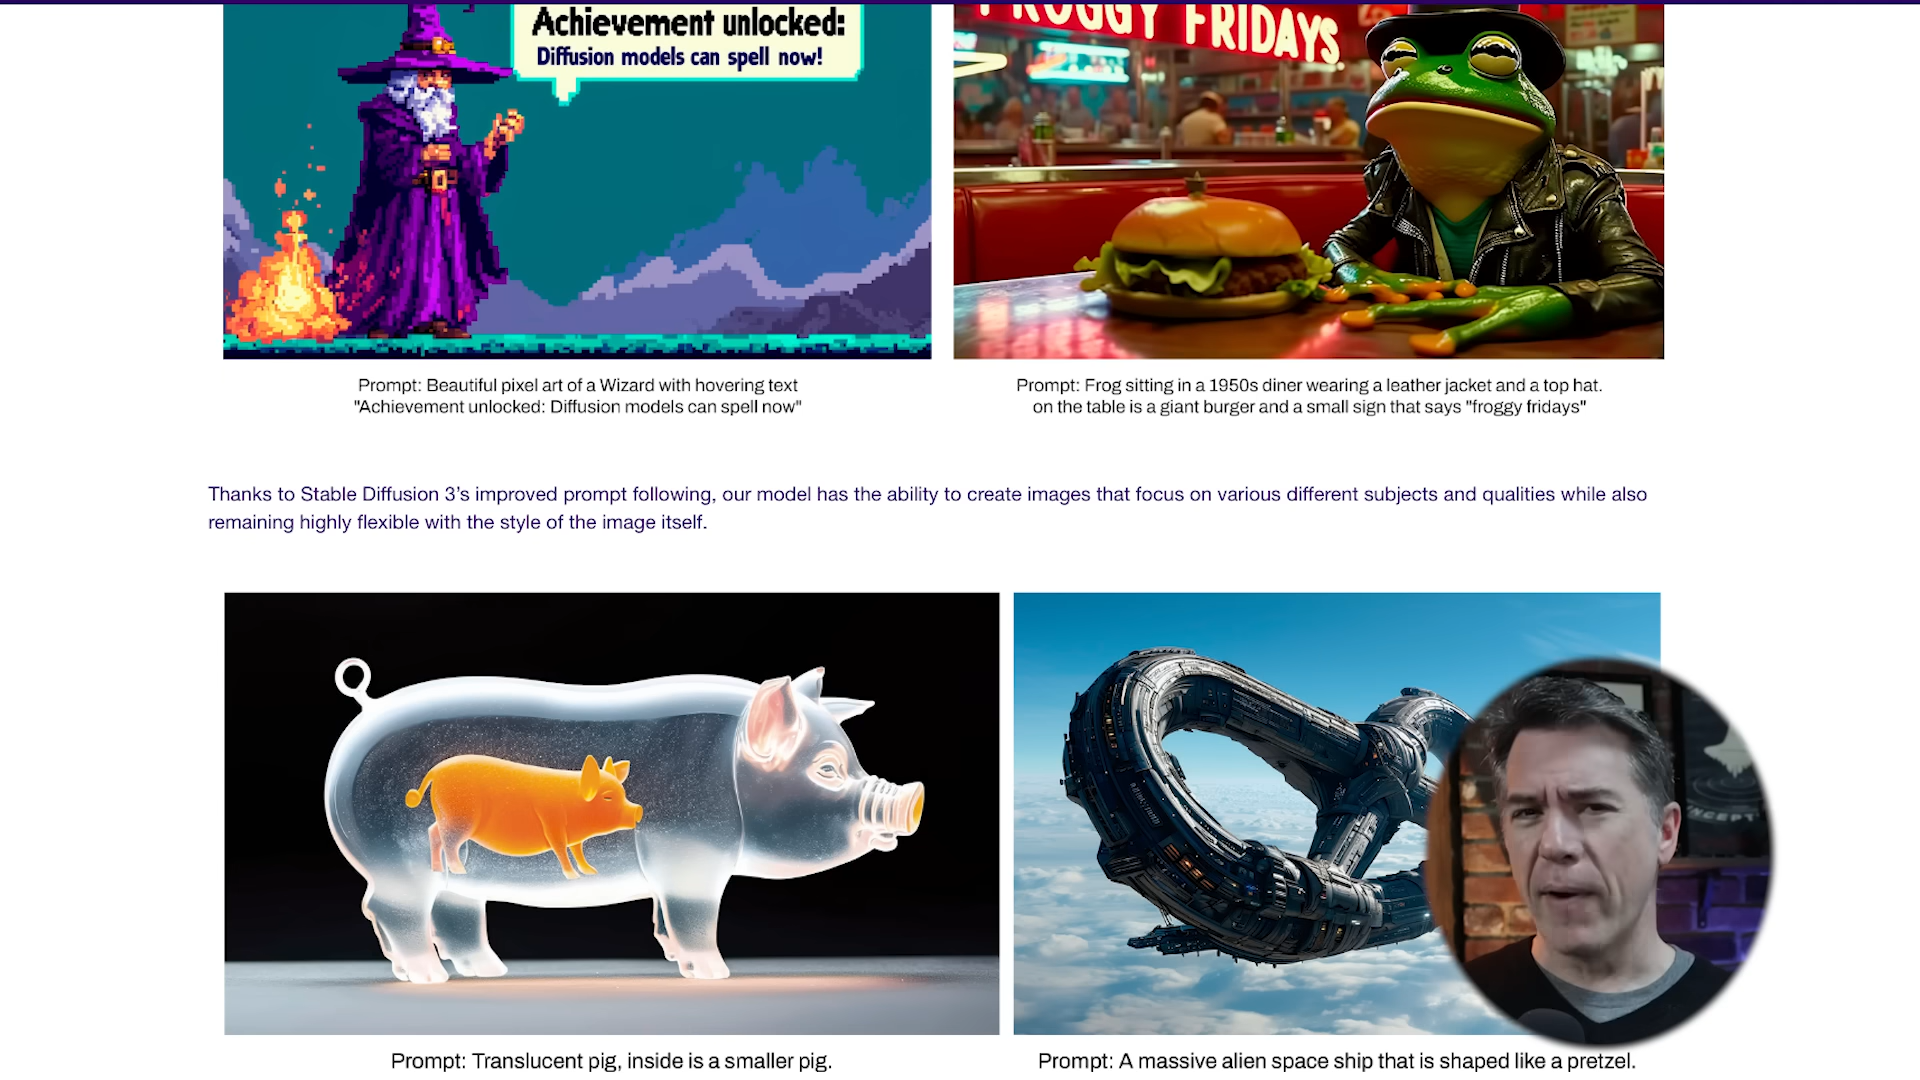 Achievement unlocked:
Diffusion models can spell now!
FROGGY FRIDAYS
Prompt: Beautiful pixel art of a Wizard with hovering text
"Achievement unlocked: Diffusion models can spell now"
Prompt: Frog sitting in a 1950s diner wearing a leather jacket and a top hat.
on the table is a giant burger and a small sign that says "froggy fridays"
Thanks to Stable Diffusion 3’s improved prompt following, our model has the ability to create images that focus on various different subjects and qualities while also
remaining highly flexible with the style of the image itself.
Prompt: Translucent pig, inside is a smaller pig.
Prompt: A massive alien space ship that is shaped like a pretzel.